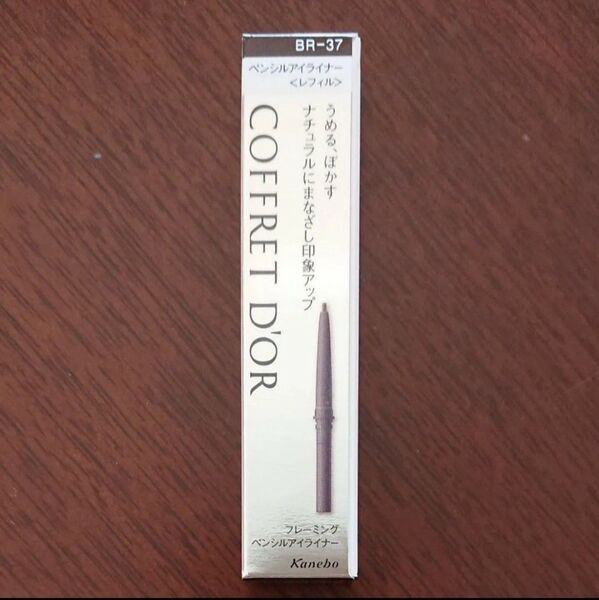 BR-37
ペンシルアイライナー
<レフィル>
うめる、ぼかす
ナチュラルにまなざし印象アップ
COFFRET D'OR
フレーミング
ペンシルアイライナー
Kanebo